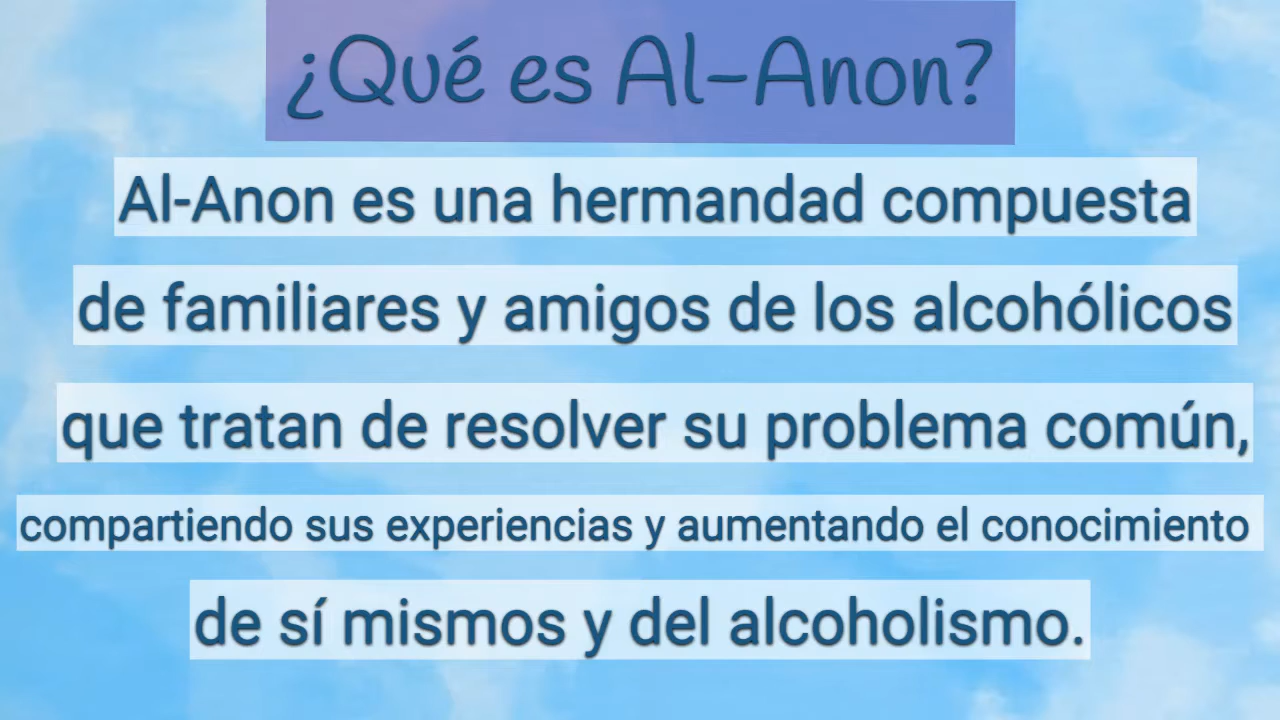 ¿Qué es Al-Anon?
Al-Anon es una hermandad compuesta
de familiares y amigos de los alcohólicos
que tratan de resolver su problema común,
compartiendo sus experiencias y aumentando el conocimiento
de sí mismos y del alcoholismo.